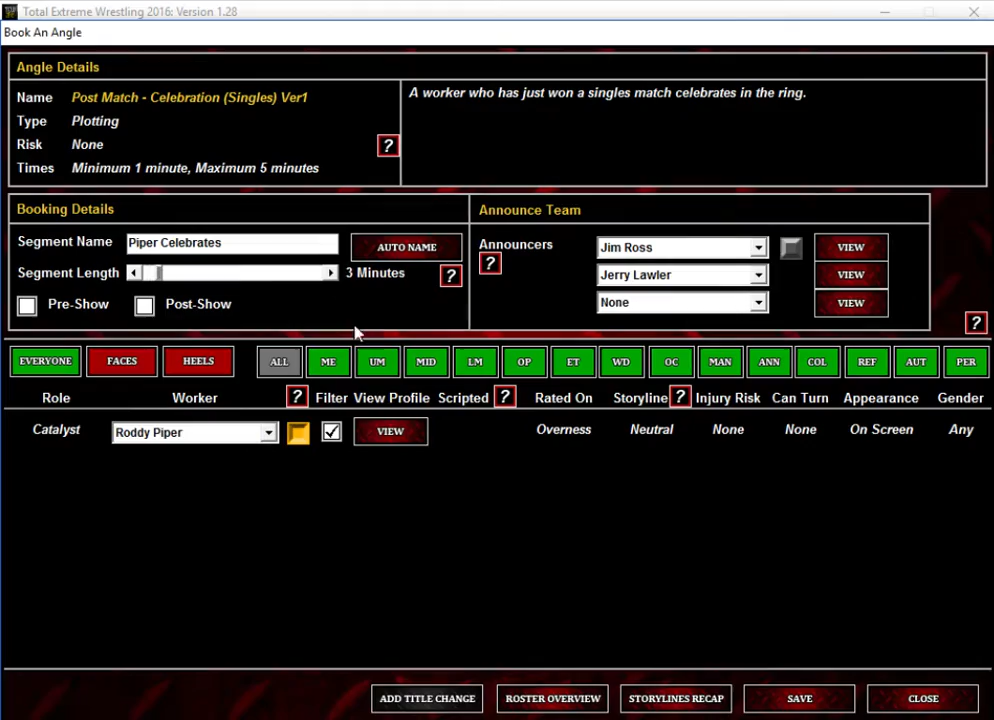 Total Extreme Wrestling 2016: Version 1.28
Book An Angle
Angle Details
Name Post Match - Celebration (Singles) Ver1
Type Plotting
Risk None
?
Times Minimum 1 minute, Maximum 5 minutes
A worker who has just won a singles match celebrates in the ring.
Booking Details
Segment Name Piper Celebrates AUTO NAME
Segment Length 3 Minutes ?
Pre-Show Post-Show
Announce Team
Announcers Jim Ross VIEW
? Jerry Lawler VIEW
None VIEW
?
EVERYONE FACES HEELS ALL ME UM MID LM OP ET WD OC MAN ANN COL REF AUT PER
Role Worker ? Filter View Profile Scripted ? Rated On Storyline ? Injury Risk Can Turn Appearance Gender
Catalyst Roddy Piper VIEW Overness Neutral None None On Screen Any
ADD TITLE CHANGE ROSTER OVERVIEW STORYLINES RECAP SAVE CLOSE